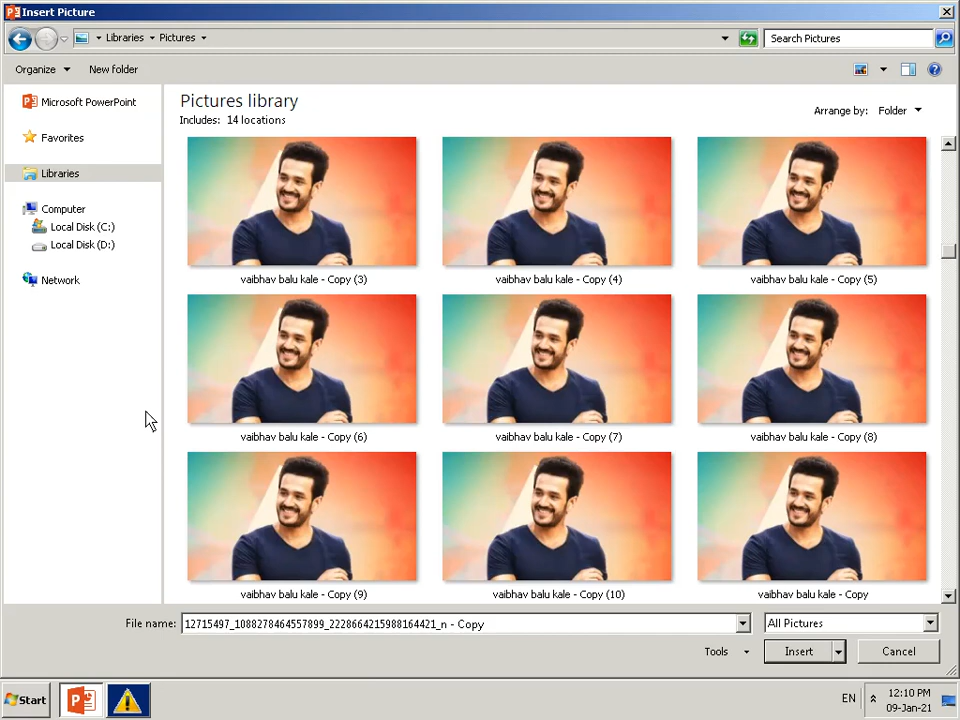 Insert Picture
Libraries Pictures
Search Pictures
Organize New folder
Microsoft PowerPoint
Favorites
Libraries
Computer
Local Disk (C:)
Local Disk (D:)
Network
Pictures library
Includes: 14 locations
Arrange by: Folder
vaibhav balu kale - Copy (3)
vaibhav balu kale - Copy (4)
vaibhav balu kale - Copy (5)
vaibhav balu kale - Copy (6)
vaibhav balu kale - Copy (7)
vaibhav balu kale - Copy (8)
vaibhav balu kale - Copy (9)
vaibhav balu kale - Copy (10)
vaibhav balu kale - Copy
File name: 12715497_1088278464557899_2228664215988164421_n - Copy
All Pictures
Tools Insert Cancel
Start
EN
12:10 PM
09-Jan-21